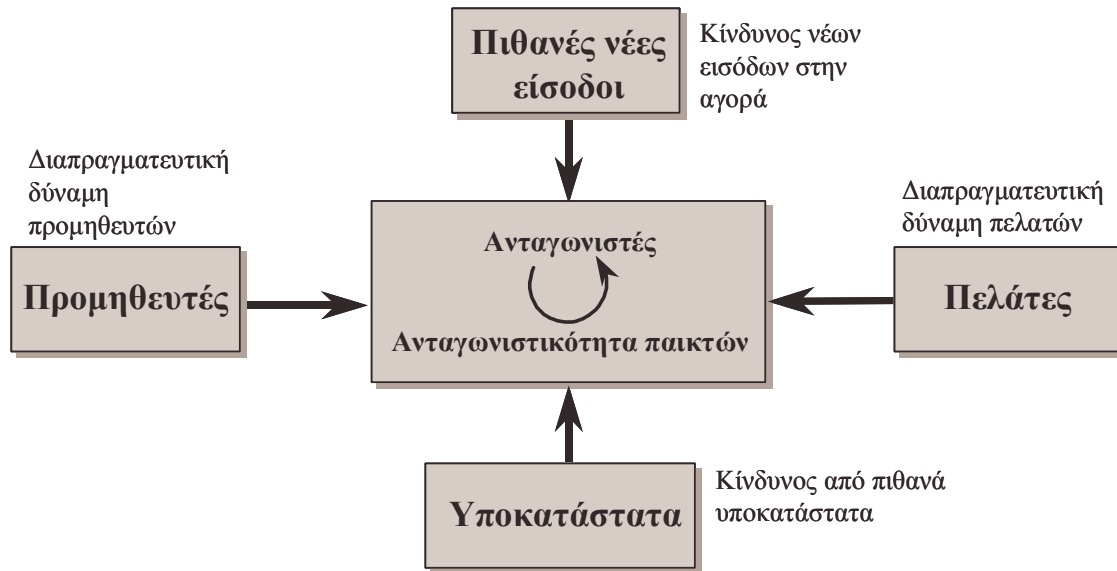 Πιθανές νέες
είσοδοι
Κίνδυνος νέων
εισόδων στην
αγορά
Διαπραγματευτική
δύναμη
προμηθευτών
Προμηθευτές
Ανταγωνιστές
Ανταγωνιστικότητα παικτών
Διαπραγματευτική
δύναμη πελατών
Πελάτες
Υποκατάστατα
Κίνδυνος από πιθανά
υποκατάστατα